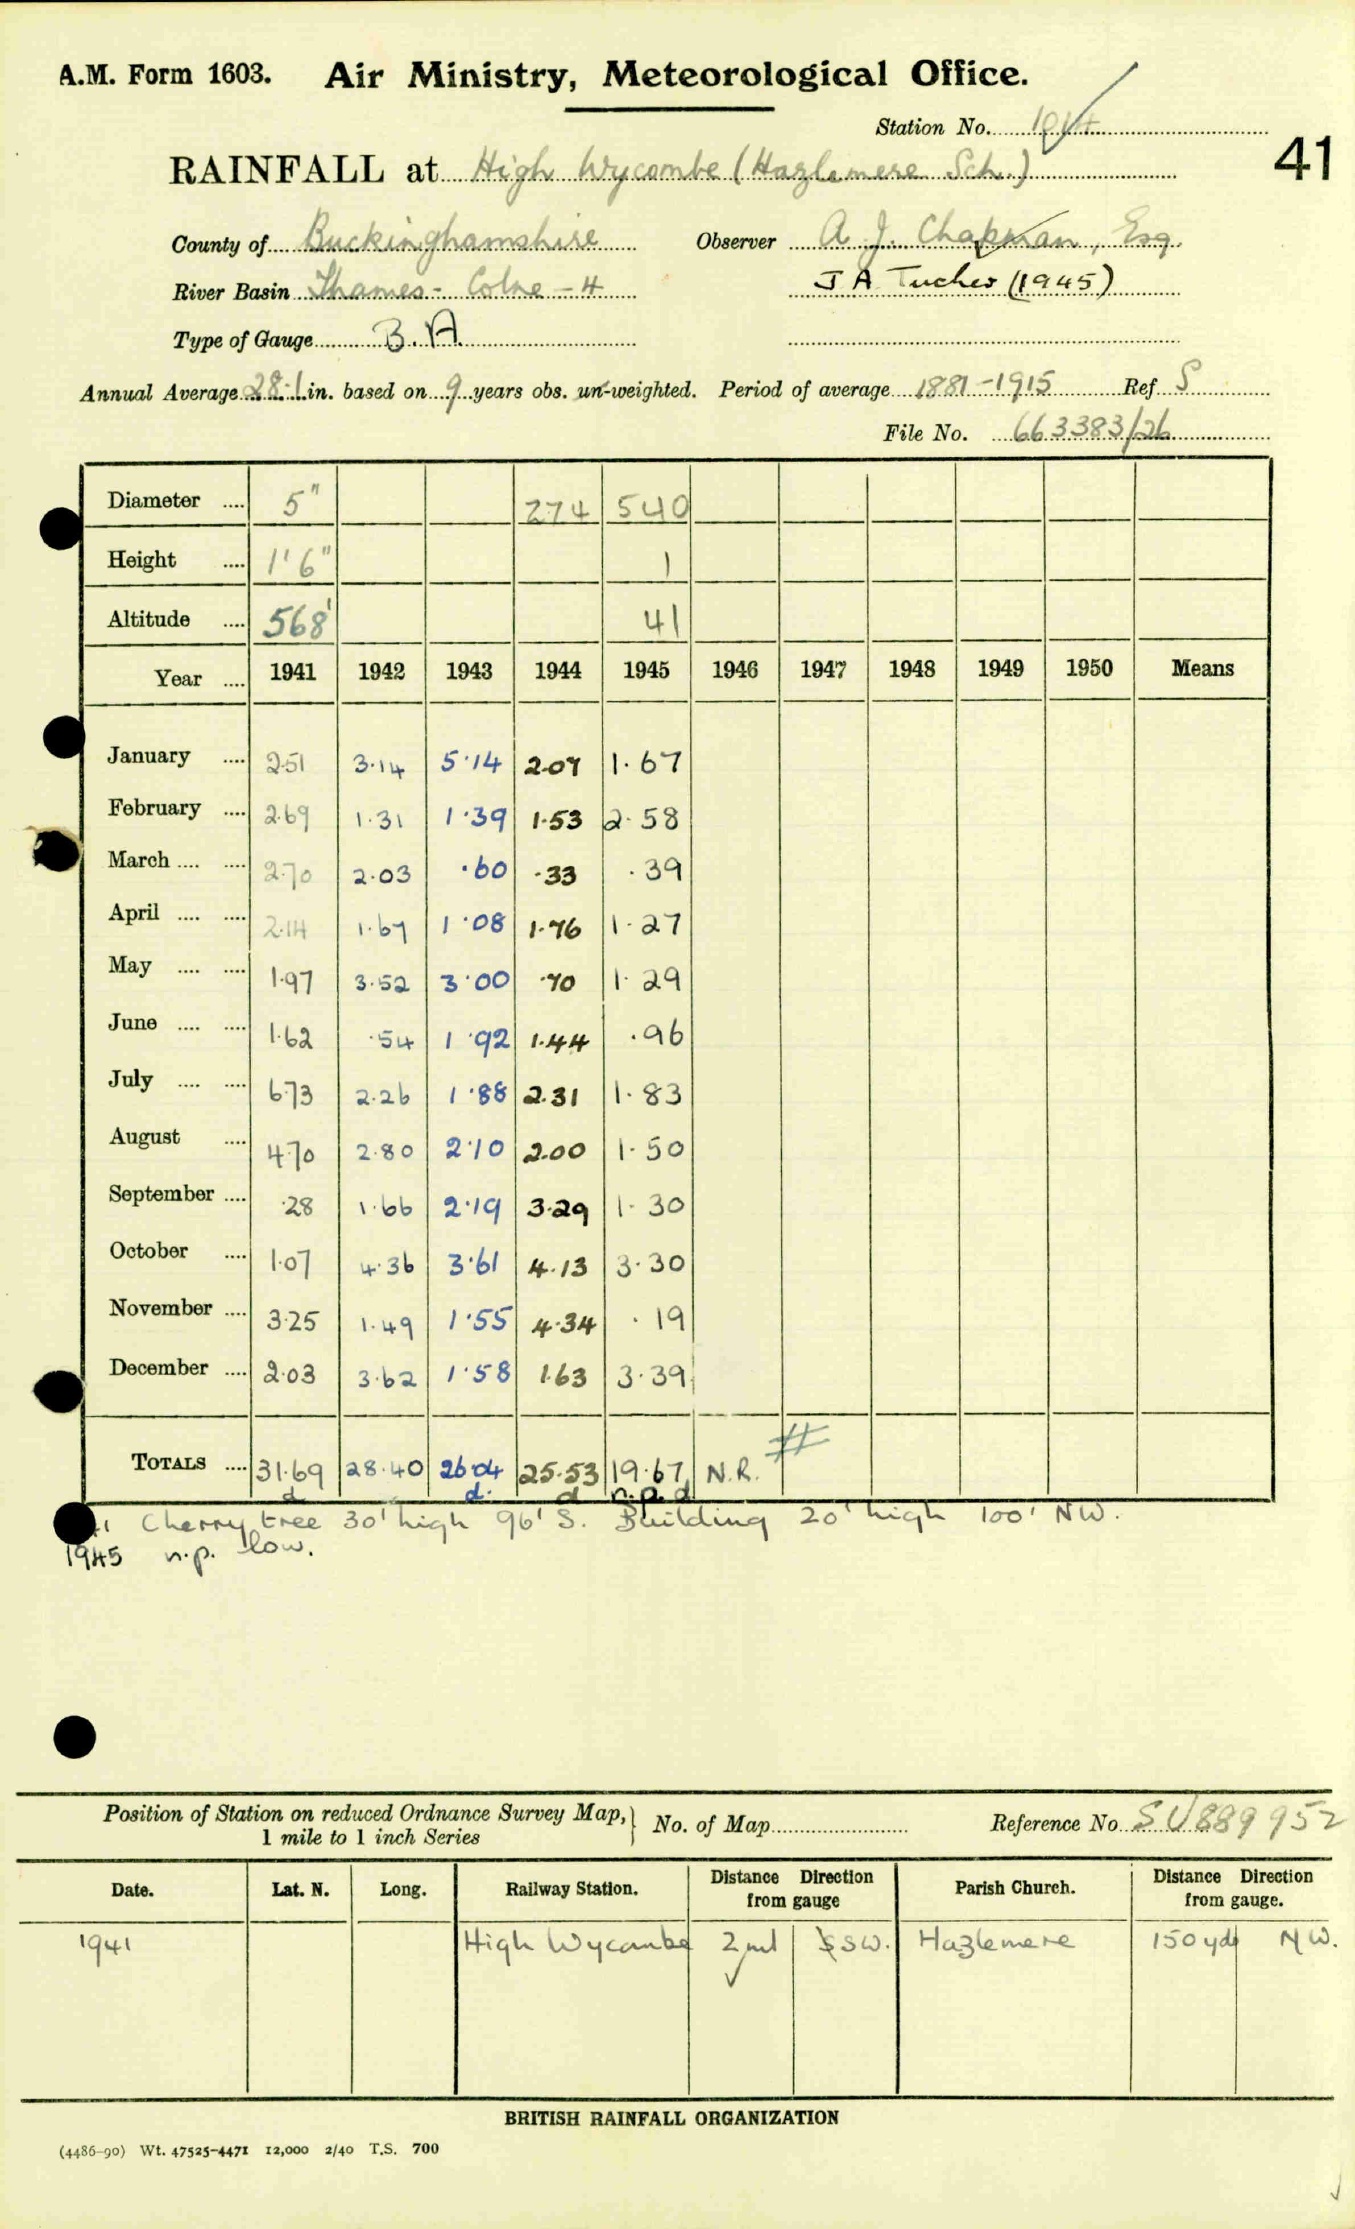 A.M. Form 1603. Air Ministry, Meteorological Office.
Station No. 1914
41
RAINFALL at High Wycombe (Hazlemere Sch.)
County of Buckinghamshire Observer A. J. Chapman, Esq.
River Basin Thames - Colne - 4 J A Tucker (1945)
Type of Gauge B.A.
Annual Average 28.1 in. based on 9 years obs. un-weighted. Period of average 1881-1915 Ref S
File No. 663383/26
Diameter .... 5" 274 540
Height .... 1' 6" 1
Altitude .... 568' 41
Year .... 1941 1942 1943 1944 1945 1946 1947 1948 1949 1950 Means
January .... 2.51 3.14 5.14 2.07 1.67
February .... 2.69 1.31 1.39 1.53 2.58
March .... .... 2.70 2.03 .60 .33 .39
April .... .... 2.14 1.67 1.08 1.76 1.27
May .... .... 1.97 3.52 3.00 .70 1.29
June .... .... 1.62 .54 1.92 1.44 .96
July .... .... 6.73 2.26 1.88 2.31 1.83
August .... 4.70 2.80 2.10 2.00 1.50
September .... .28 1.66 2.19 3.29 1.30
October .... 1.07 4.36 3.61 4.13 3.30
November .... 3.25 1.49 1.55 4.34 .19
December .... 2.03 3.62 1.58 1.63 3.39
TOTALS .... 31.69 28.40 26.04 25.53 19.67 N.R.
d d. d n.p. d
41 Cherry tree 30' high 96' S. Building 20' high 100' NW.
1945 n.p. low.
Position of Station on reduced Ordnance Survey Map, 1 mile to 1 inch Series } No. of Map Reference No SU889952
Date. Lat. N. Long. Railway Station. Distance Direction from gauge Parish Church. Distance Direction from gauge.
1941 High Wycombe 2 ml SSW. Hazlemere 150 yds NW.
BRITISH RAINFALL ORGANIZATION
(4486-90) Wt. 47525-4471 12,000 2/40 T.S. 700